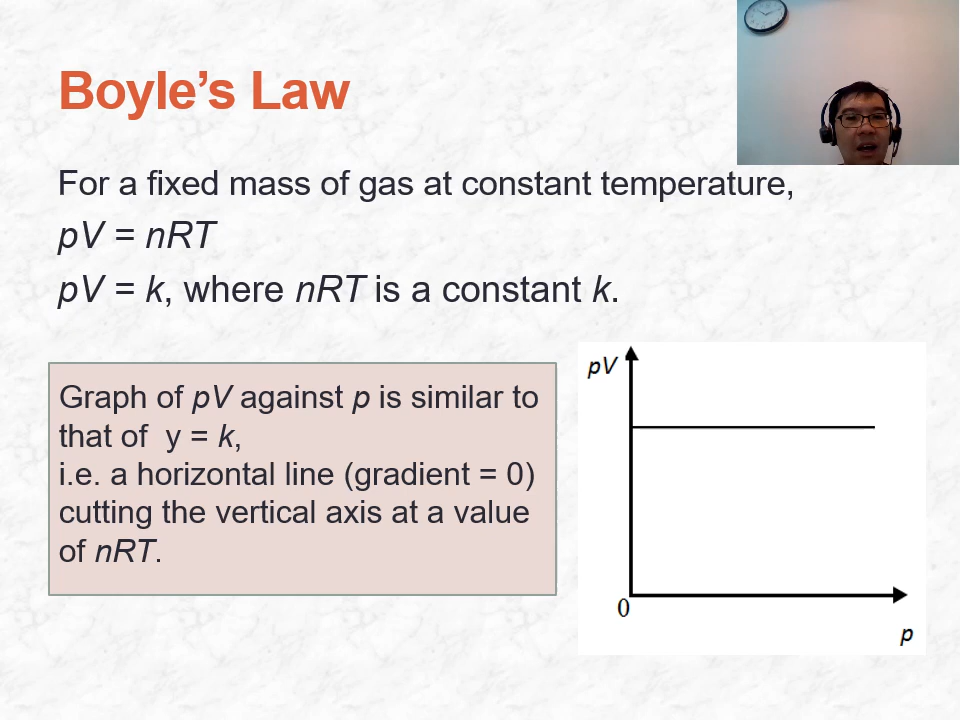 Boyle’s Law
For a fixed mass of gas at constant temperature,
pV = nRT
pV = k, where nRT is a constant k.
Graph of pV against p is similar to
that of y = k,
i.e. a horizontal line (gradient = 0)
cutting the vertical axis at a value
of nRT.
pV
0
p